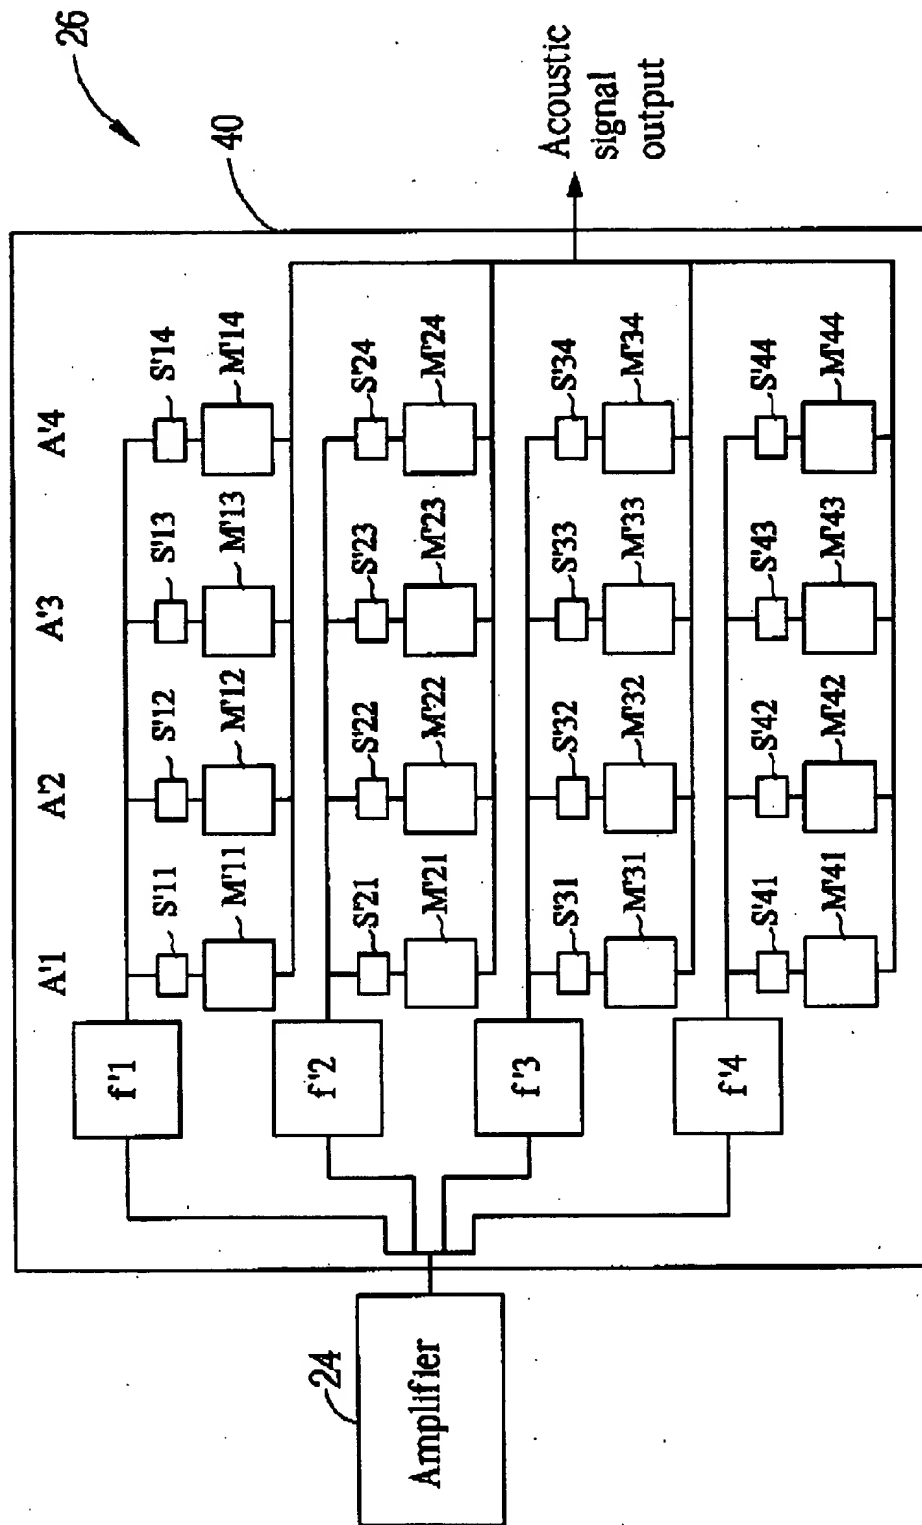 26
40
A'1 A'2 A'3 A'4
S'11 S'12 S'13 S'14
f'1
M'11 M'12 M'13 M'14
S'21 S'22 S'23 S'24
f'2
M'21 M'22 M'23 M'24
24
Amplifier
Acoustic
signal
output
S'31 S'32 S'33 S'34
f'3
M'31 M'32 M'33 M'34
S'41 S'42 S'43 S'44
f'4
M'41 M'42 M'43 M'44